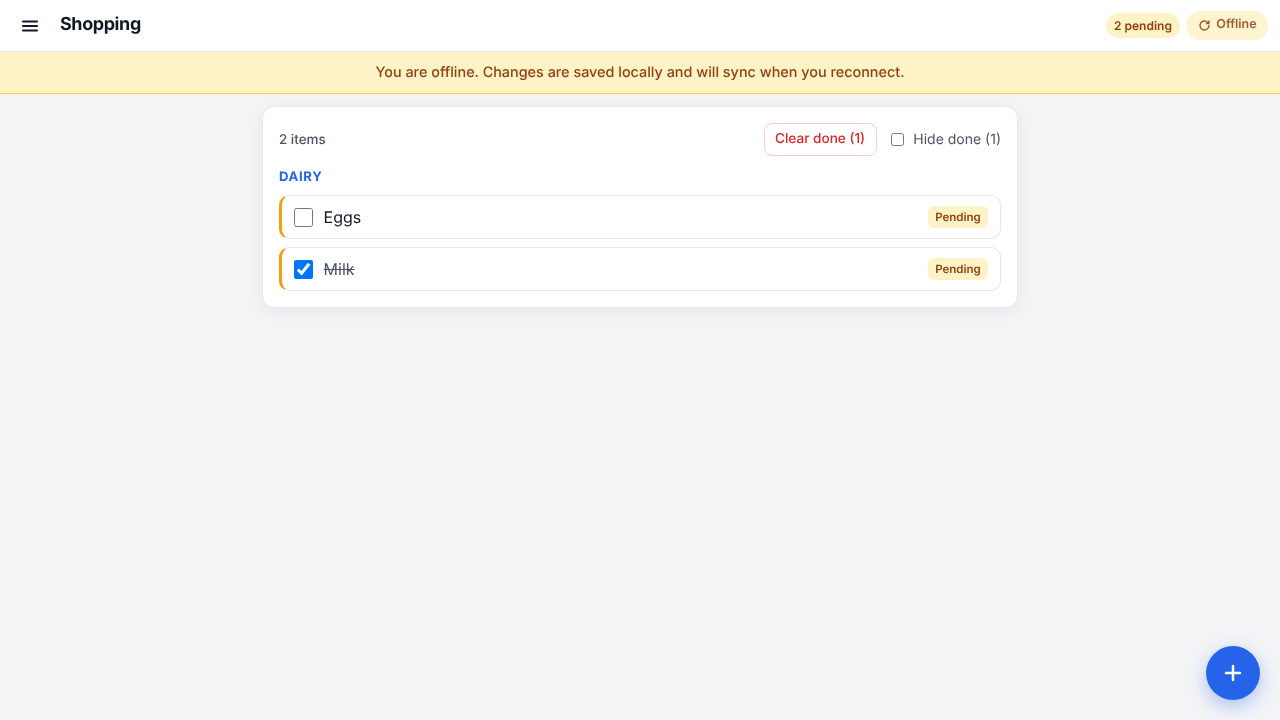 Shopping
2 pending
Offline
You are offline. Changes are saved locally and will sync when you reconnect.
2 items
Clear done (1)
Hide done (1)
DAIRY
Eggs
Pending
Milk
Pending